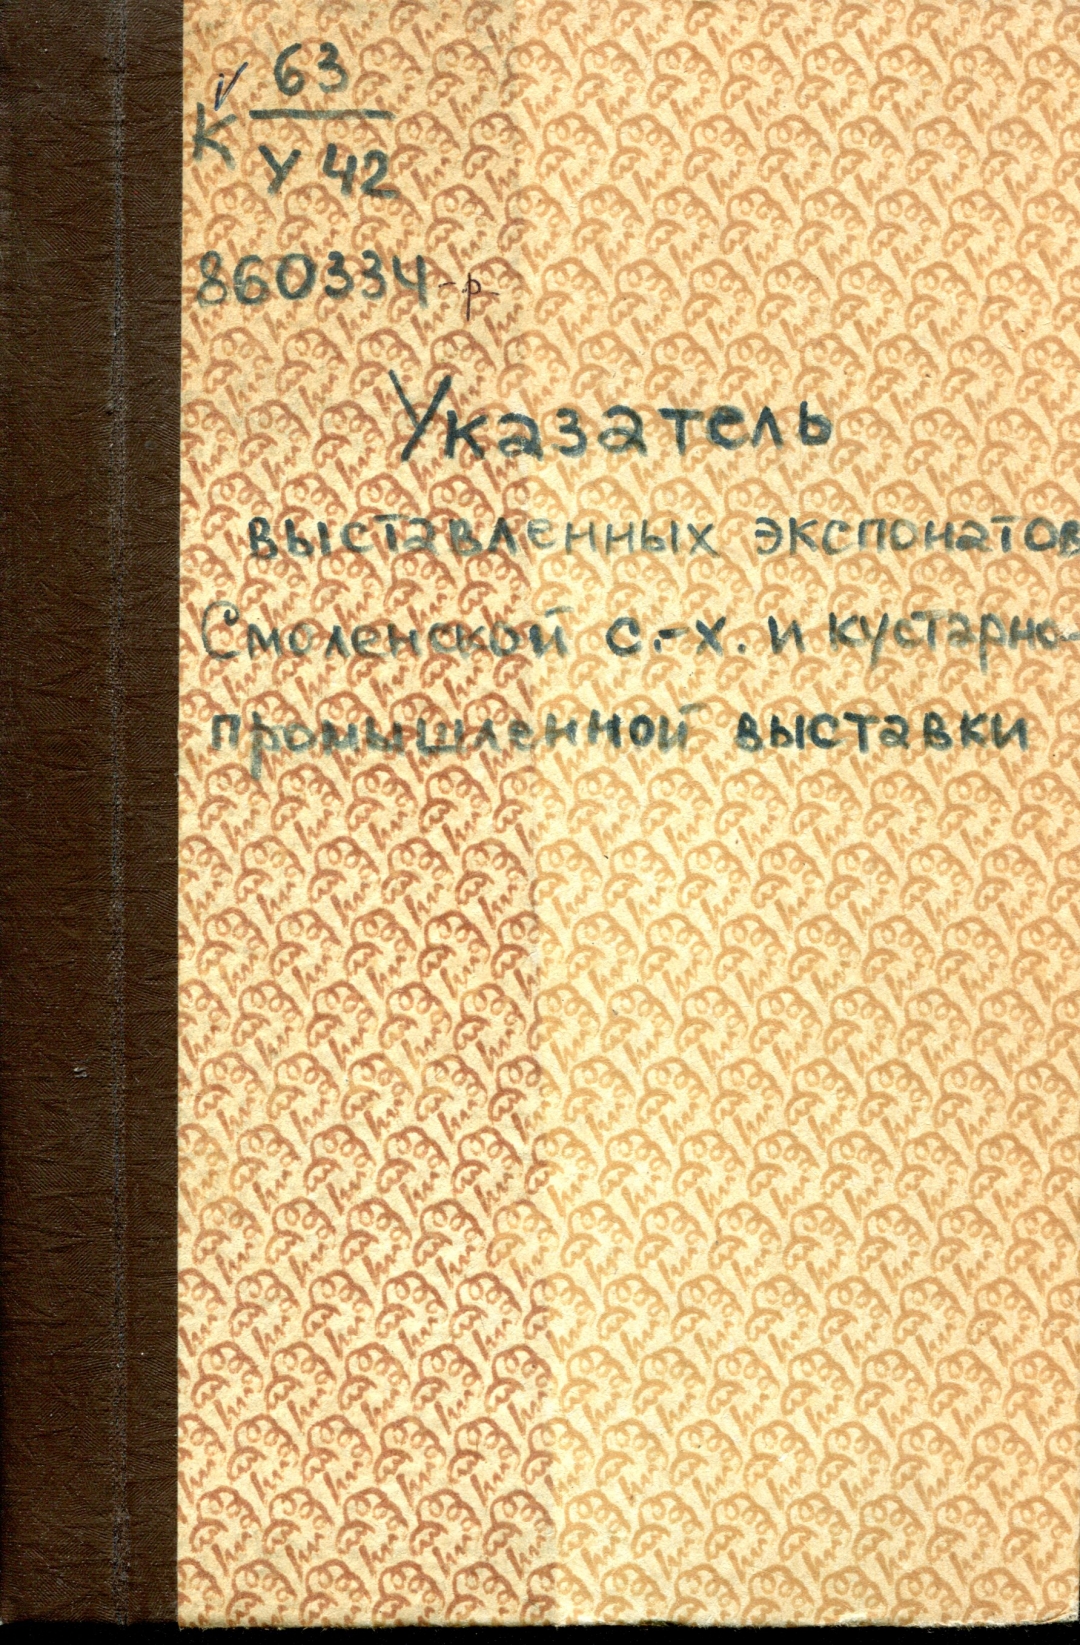 К 63
У 42
860334-р
Указатель
выставленных экспонатов
Смоленской с.-х. и кустарно-
промышленной выставки